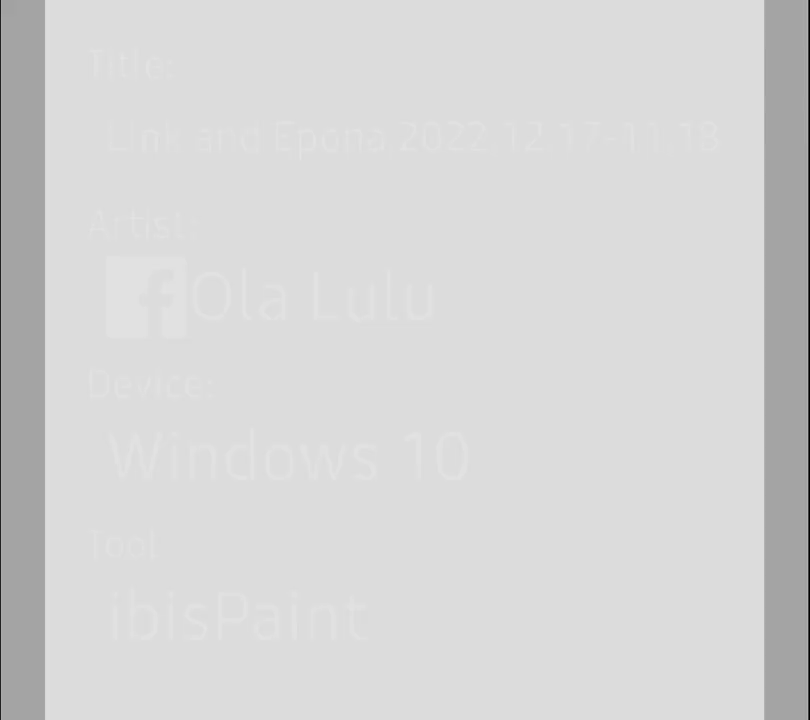 Title:
Link and Epona 2022.12.17-11.18
Artist:
Ola Lulu
Device:
Windows 10
Tool
ibisPaint